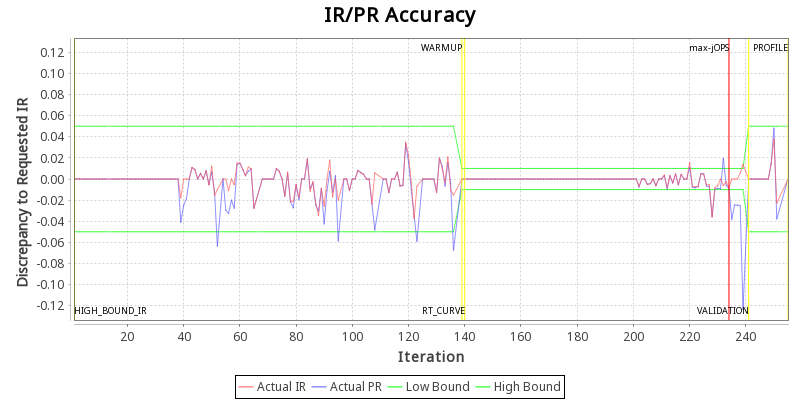 IR/PR Accuracy
Discrepancy to Requested IR
0.12
0.10
0.08
0.06
0.04
0.02
0.00
-0.02
-0.04
-0.06
-0.08
-0.10
-0.12
WARMUP
max-jOPS
PROFILE
HIGH_BOUND_IR
RT_CURVE
VALIDATION
20 40 60 80 100 120 140 160 180 200 220 240
Iteration
Actual IR Actual PR Low Bound High Bound